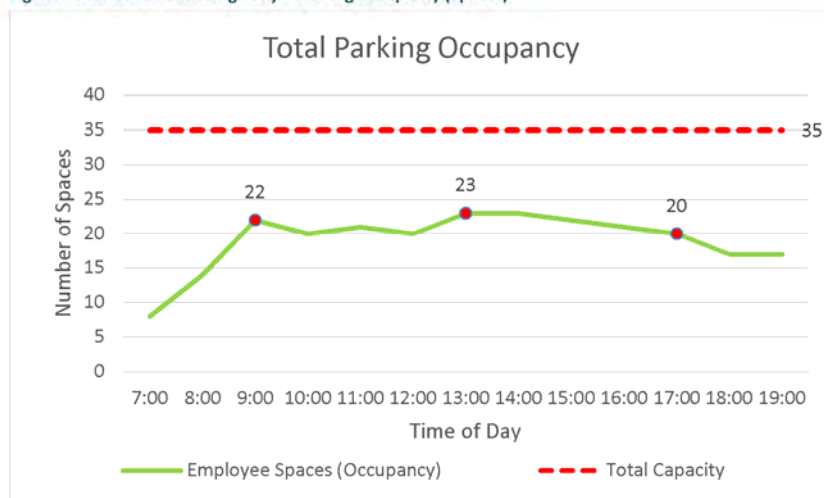 Total Parking Occupancy
40
35
30
25
20
15
10
5
0
Number of Spaces
35
22
23
20
7:00 8:00 9:00 10:00 11:00 12:00 13:00 14:00 15:00 16:00 17:00 18:00 19:00
Time of Day
Employee Spaces (Occupancy) Total Capacity